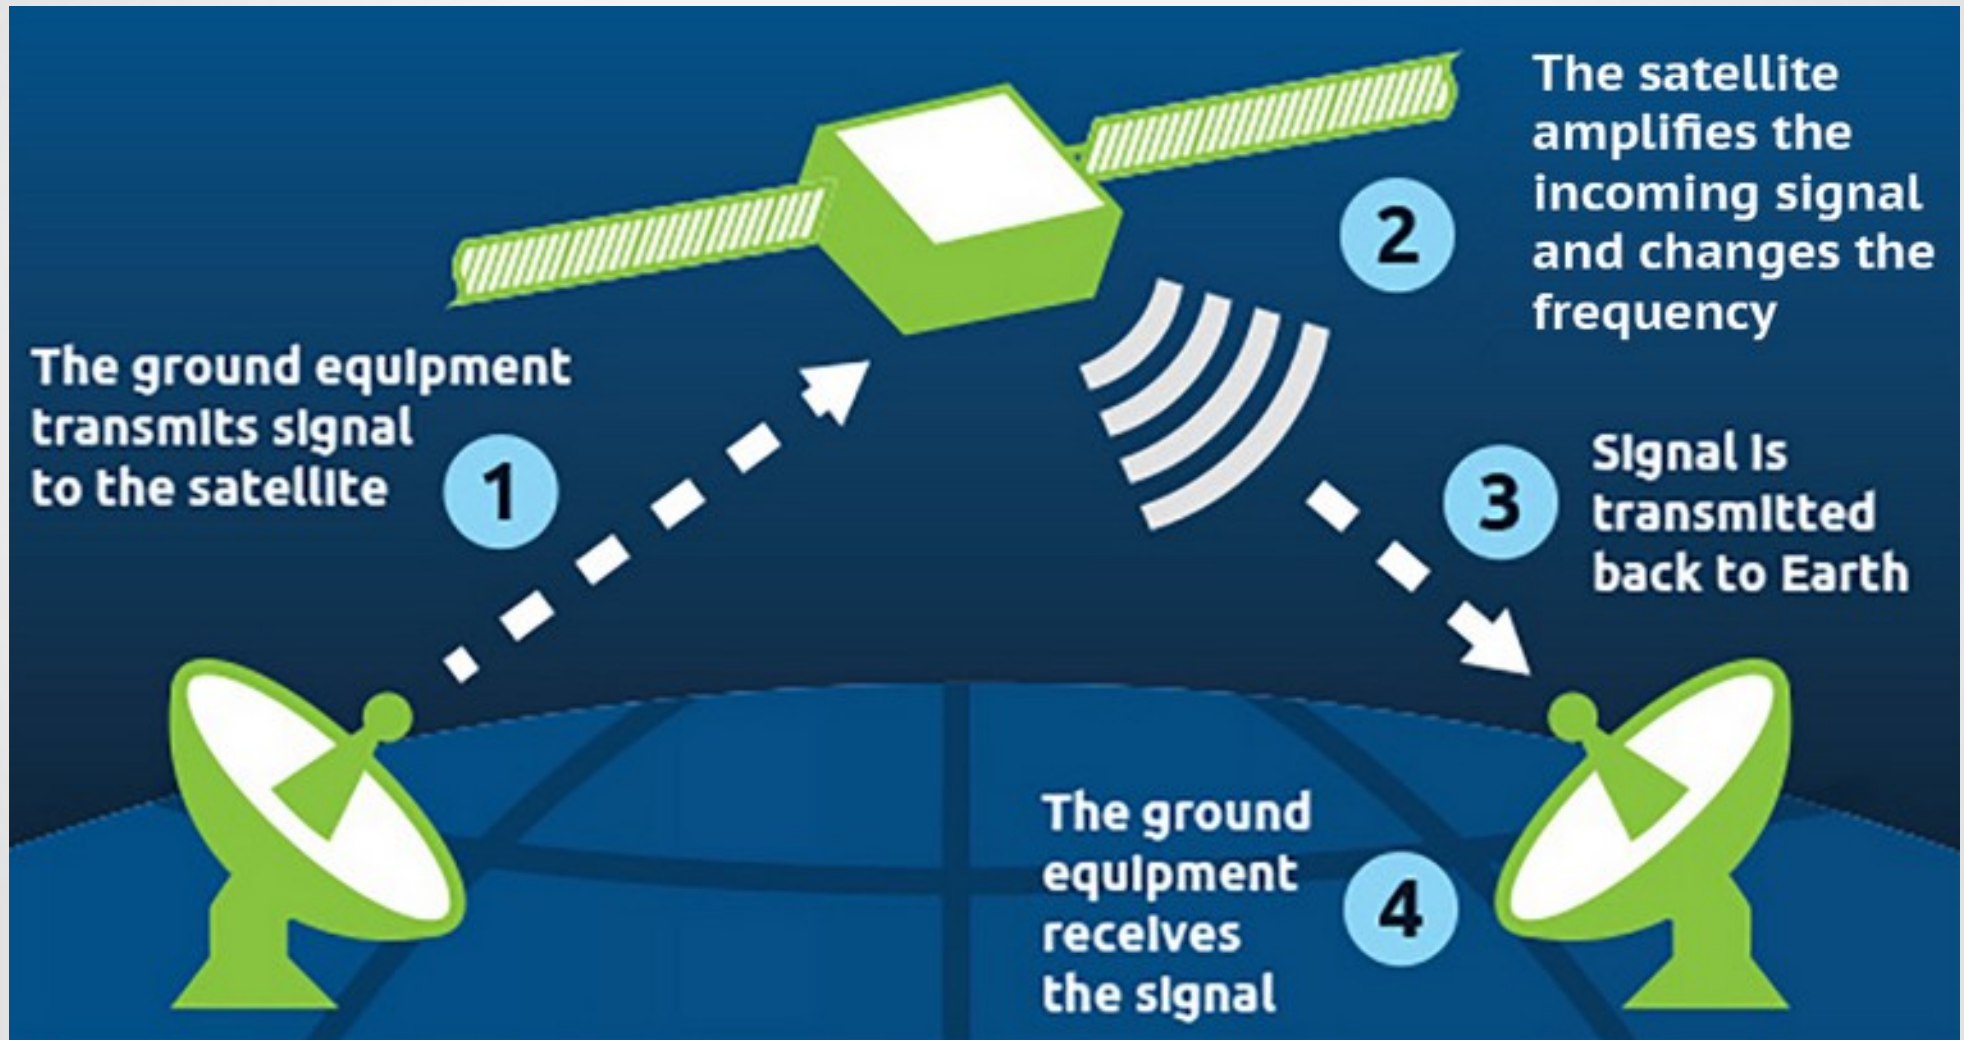 The ground equipment
transmits signal
to the satellite
1
2
The satellite
amplifies the
incoming signal
and changes the
frequency
3
Signal is
transmitted
back to Earth
The ground
equipment
receives
the signal
4